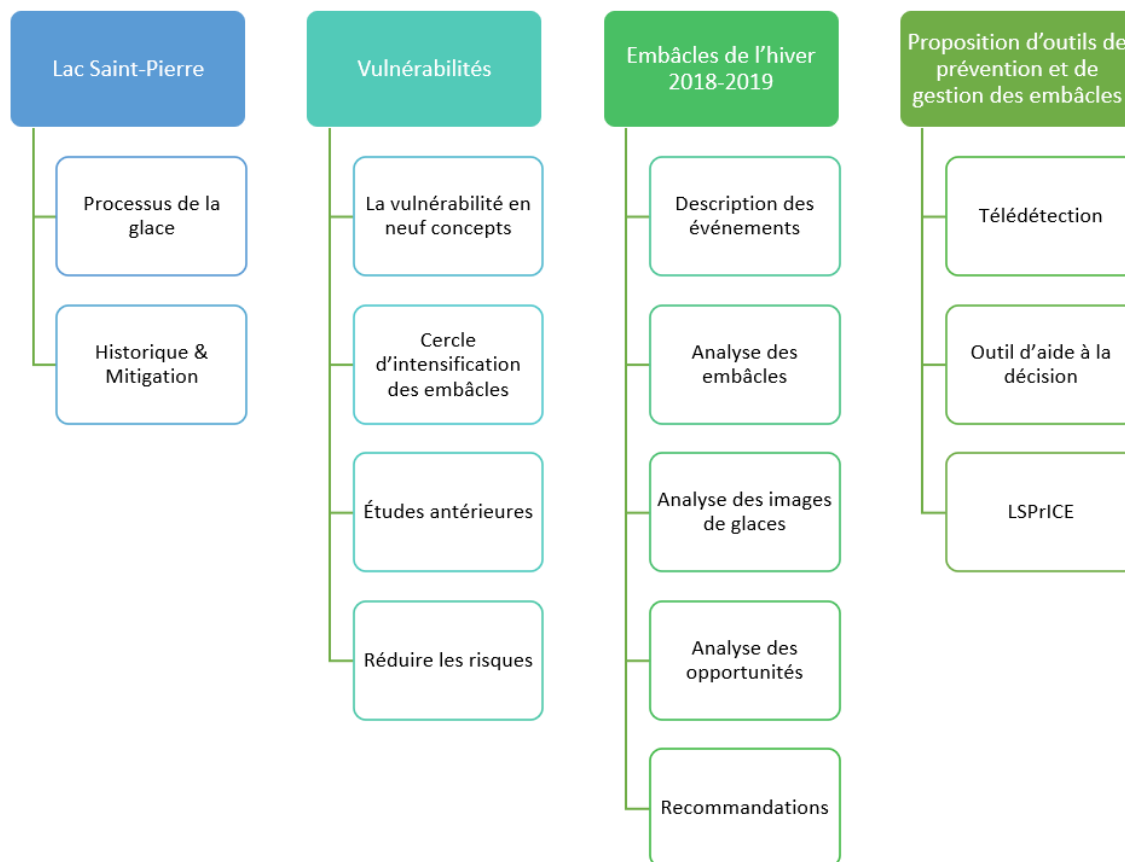 Lac Saint-Pierre
Processus de la
glace
Historique &
Mitigation
Vulnérabilités
La vulnérabilité en
neuf concepts
Cercle
d’intensification
des embâcles
Études antérieures
Réduire les risques
Embâcles de l’hiver
2018-2019
Description des
événements
Analyse des
embâcles
Analyse des images
de glaces
Analyse des
opportunités
Recommandations
Proposition d’outils de
prévention et de
gestion des embâcles
Télédétection
Outil d’aide à la
décision
LSPrICE